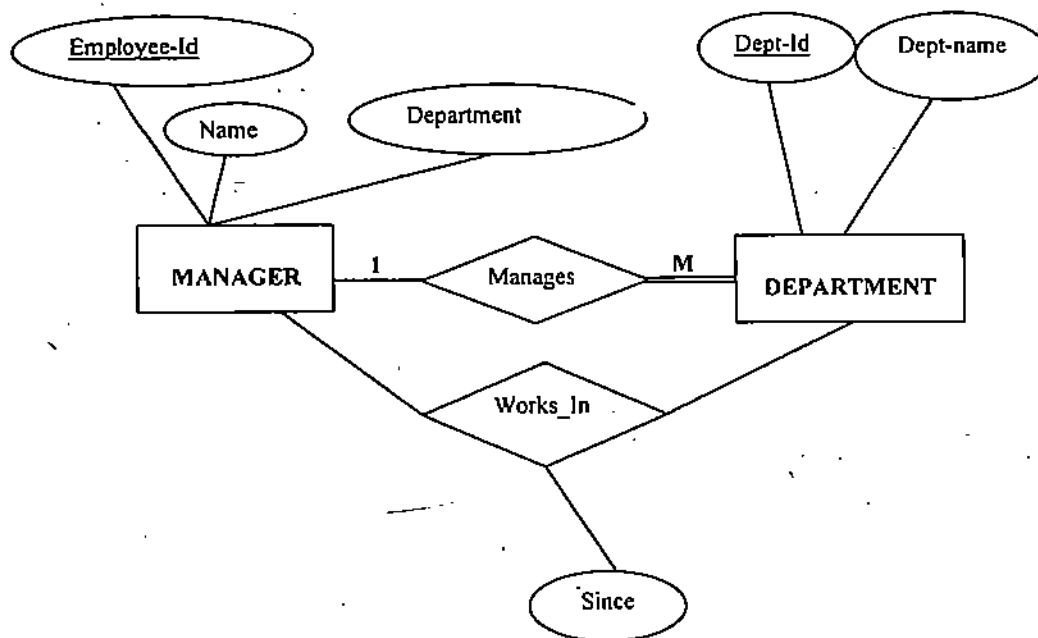 Employee-Id
Dept-Id
Dept-name
Name
Department
MANAGER
1
Manages
M
DEPARTMENT
Works_In
Since